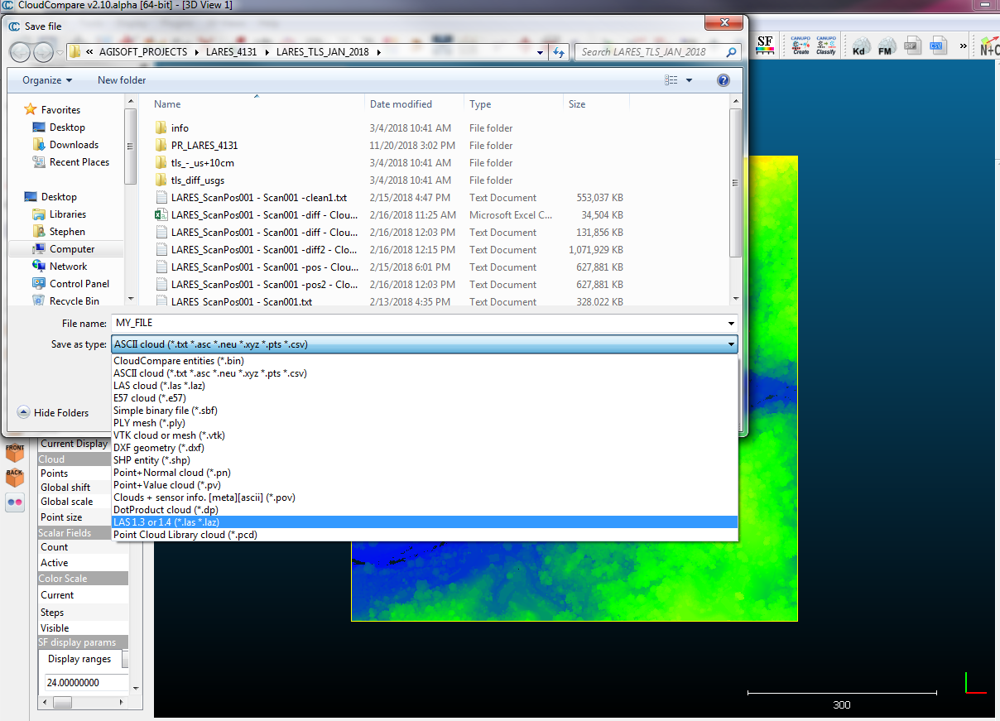 CloudCompare v2.10.alpha [64-bit] - [3D View 1]
Save file
« AGISOFT_PROJECTS LARES_4131 LARES_TLS_JAN_2018
Search LARES_TLS_JAN_2018
SF
CANUPO Create
CANUPO Classify
Kd
FM
SHP
CSV
»
N+C
Organize
New folder
Favorites
Desktop
Downloads
Recent Places
Desktop
Libraries
Stephen
Computer
Network
Control Panel
Recycle Bin
Name Date modified Type Size
info 3/4/2018 10:41 AM File folder
PR_LARES_4131 11/20/2018 3:02 PM File folder
tls_-_us+10cm 3/4/2018 10:41 AM File folder
tls_diff_usgs 3/4/2018 10:41 AM File folder
LARES_ScanPos001 - Scan001 -clean1.txt 2/15/2018 4:47 PM Text Document 553,037 KB
LARES_ScanPos001 - Scan001 -diff - Clou... 2/16/2018 11:25 AM Microsoft Excel C... 34,504 KB
LARES_ScanPos001 - Scan001 -diff - Clou... 2/16/2018 12:03 PM Text Document 131,856 KB
LARES_ScanPos001 - Scan001 -diff2 - Clo... 2/16/2018 12:15 PM Text Document 1,071,929 KB
LARES_ScanPos001 - Scan001 -pos - Clou... 2/15/2018 6:01 PM Text Document 627,881 KB
LARES_ScanPos001 - Scan001 -pos2 - Clo... 2/16/2018 12:03 PM Text Document 627,881 KB
LARES_ScanPos001 - Scan001.txt 2/13/2018 4:35 PM Text Document 328,022 KB
File name: MY_FILE
Save as type: ASCII cloud (*.txt *.asc *.neu *.xyz *.pts *.csv)
CloudCompare entities (*.bin)
ASCII cloud (*.txt *.asc *.neu *.xyz *.pts *.csv)
LAS cloud (*.las *.laz)
E57 cloud (*.e57)
Simple binary file (*.sbf)
PLY mesh (*.ply)
VTK cloud or mesh (*.vtk)
DXF geometry (*.dxf)
SHP entity (*.shp)
Point+Normal cloud (*.pn)
Point+Value cloud (*.pv)
Clouds + sensor info. [meta][ascii] (*.pov)
DotProduct cloud (*.dp)
LAS 1.3 or 1.4 (*.las *.laz)
Point Cloud Library cloud (*.pcd)
Hide Folders
FRONT
BACK
Current Display
Cloud
Points
Global shift
Global scale
Point size
Scalar Fields
Count
Active
Color Scale
Current
Steps
Visible
SF display params
Display ranges
24.00000000
300